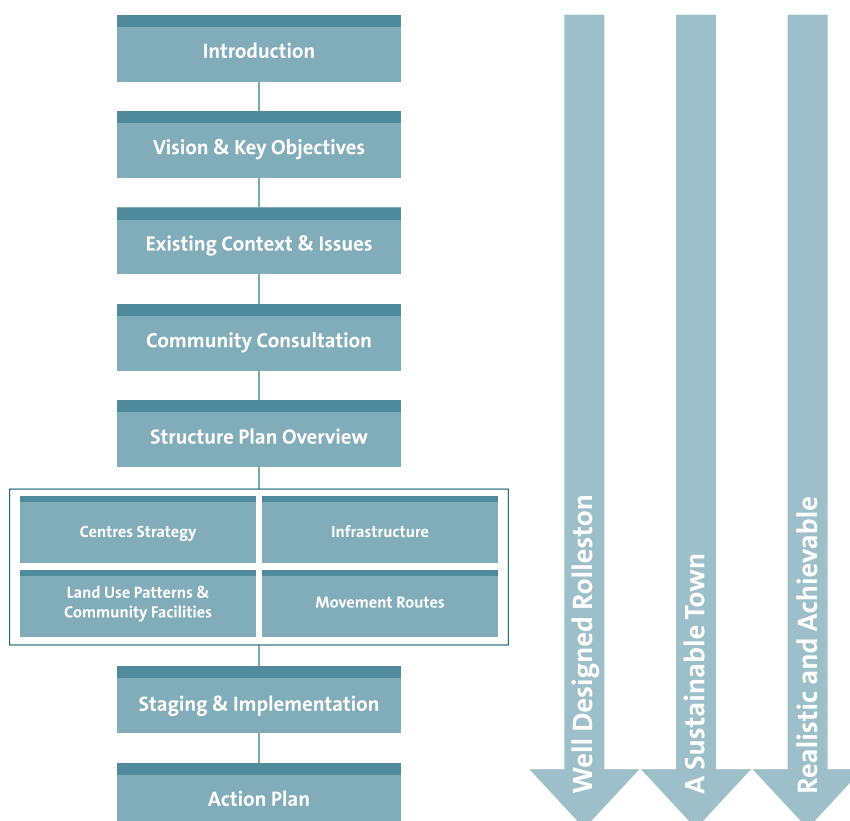 Introduction
Vision & Key Objectives
Existing Context & Issues
Community Consultation
Structure Plan Overview
Centres Strategy
Infrastructure
Land Use Patterns &
Community Facilities
Movement Routes
Staging & Implementation
Action Plan
Well Designed Rolleston
A Sustainable Town
Realistic and Achievable